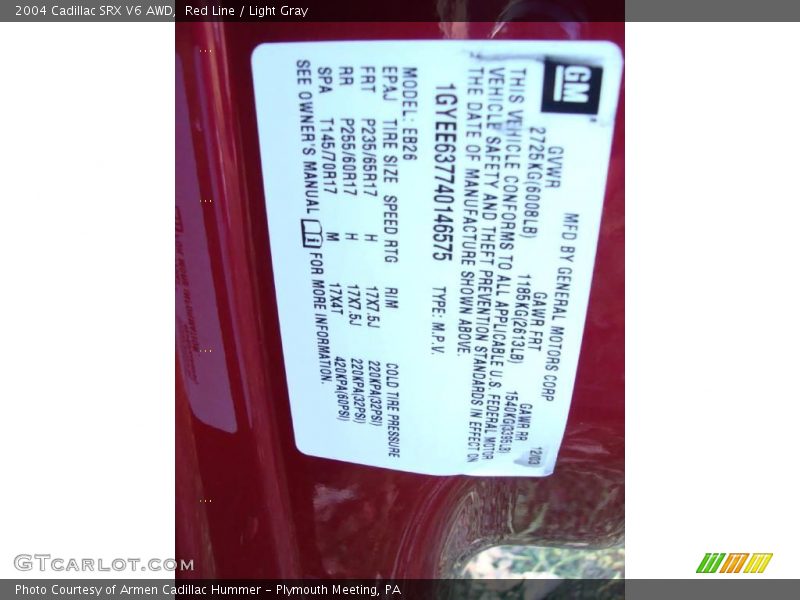 2004 Cadillac SRX V6 AWD, Red Line / Light Gray
GM
MFD BY GENERAL MOTORS CORP 12/03
GVWR GAWR FRT GAWR RR
2725KG(6008LB) 1185KG(2613LB) 1540KG(3395LB)
THIS VEHICLE CONFORMS TO ALL APPLICABLE U.S. FEDERAL MOTOR
VEHICLE SAFETY AND THEFT PREVENTION STANDARDS IN EFFECT ON
THE DATE OF MANUFACTURE SHOWN ABOVE.
1GYEE637740146575 TYPE: M.P.V.
MODEL: EB26
EPAJ TIRE SIZE SPEED RTG RIM COLD TIRE PRESSURE
FRT P235/65R17 H 17X7.5J 220KPA(32PSI)
RR P255/60R17 H 17X7.5J 220KPA(32PSI)
SPA T145/70R17 M 17X4T 420KPA(60PSI)
SEE OWNER'S MANUAL i FOR MORE INFORMATION.
GTcarlot.com
Photo Courtesy of Armen Cadillac Hummer - Plymouth Meeting, PA